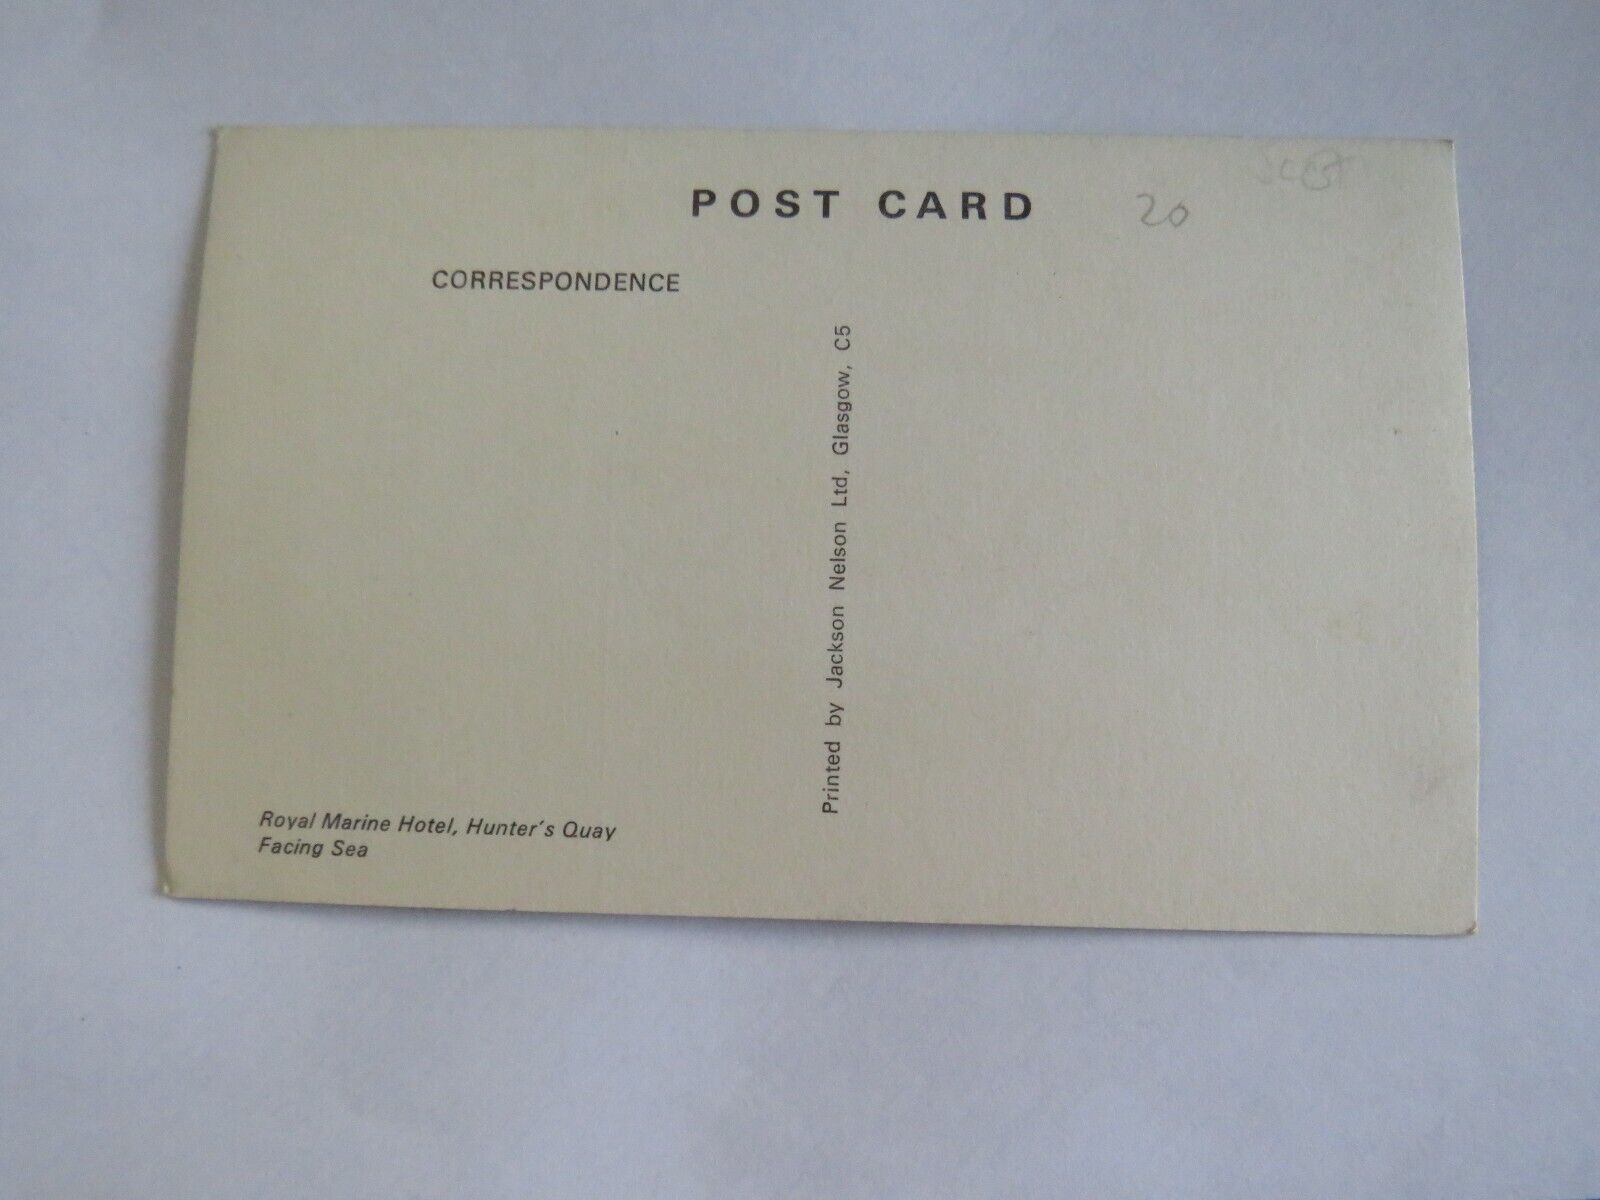 POST CARD
20
CORRESPONDENCE
Printed by Jackson Nelson Ltd, Glasgow, C5
Royal Marine Hotel, Hunter's Quay
Facing Sea